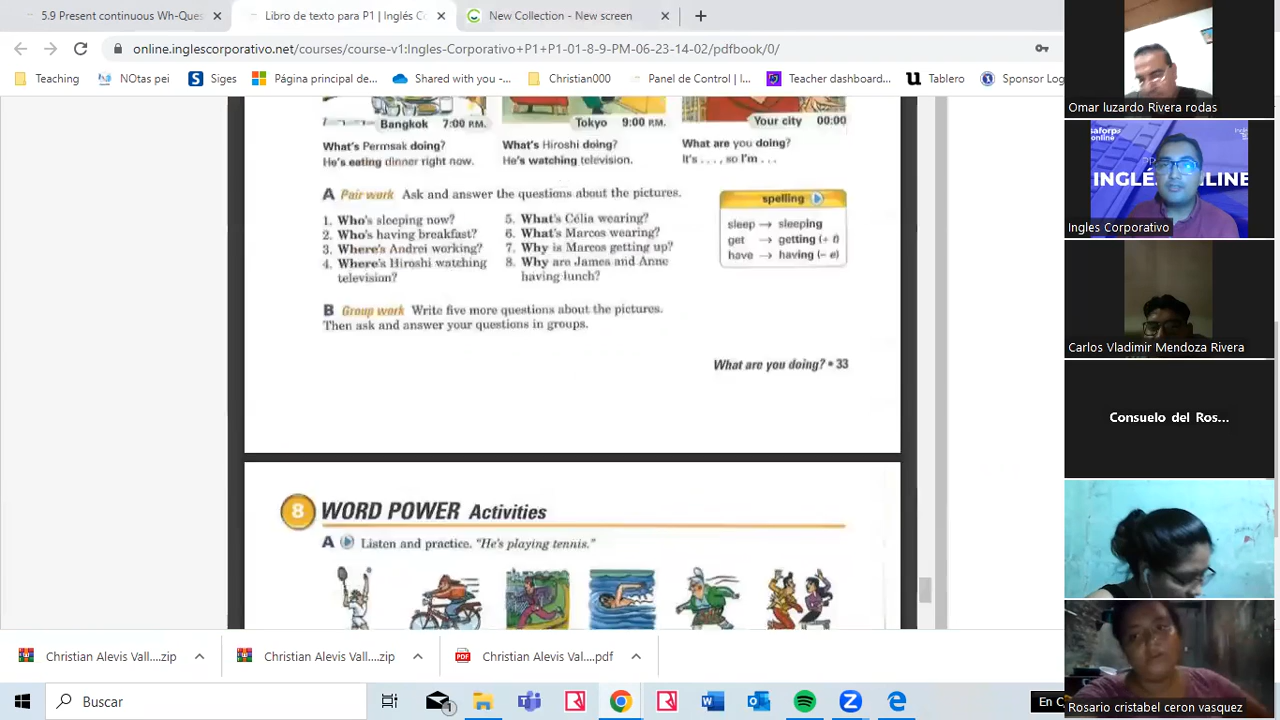 5.9 Present continuous Wh-Ques
Libro de texto para P1 | Inglés Co
New Collection - New screen
online.inglescorporativo.net/courses/course-v1:Ingles-Corporativo+P1+P1-01-8-9-PM-06-23-14-02/pdfbook/0/
Teaching
NOtas pei
Siges
Página principal de...
Shared with you -...
Christian000
Panel de Control | I...
Teacher dashboard...
Tablero
Sponsor Log
Bangkok 7:00 P.M.
Tokyo 9:00 P.M.
Your city 00:00
What's Permsak doing?
He's eating dinner right now.
What's Hiroshi doing?
He's watching television.
What are you doing?
It's . . . , so I'm . . .
A Pair work Ask and answer the questions about the pictures.
1. Who's sleeping now?
2. Who's having breakfast?
3. Where's Andrei working?
4. Where's Hiroshi watching
television?
5. What's Célia wearing?
6. What's Marcos wearing?
7. Why is Marcos getting up?
8. Why are James and Anne
having lunch?
spelling
sleep → sleeping
get → getting (+ t)
have → having (– e)
B Group work Write five more questions about the pictures.
Then ask and answer your questions in groups.
What are you doing? • 33
8 WORD POWER Activities
A Listen and practice. "He's playing tennis."
Christian Alevis Vall....zip
Christian Alevis Vall....zip
Christian Alevis Val....pdf
Buscar
1
En C
Omar luzardo Rivera rodas
saforp
online
INGLÉS
LINE
Ingles Corporativo
Carlos Vladimir Mendoza Rivera
Consuelo del Ros...
Rosario cristabel ceron vasquez